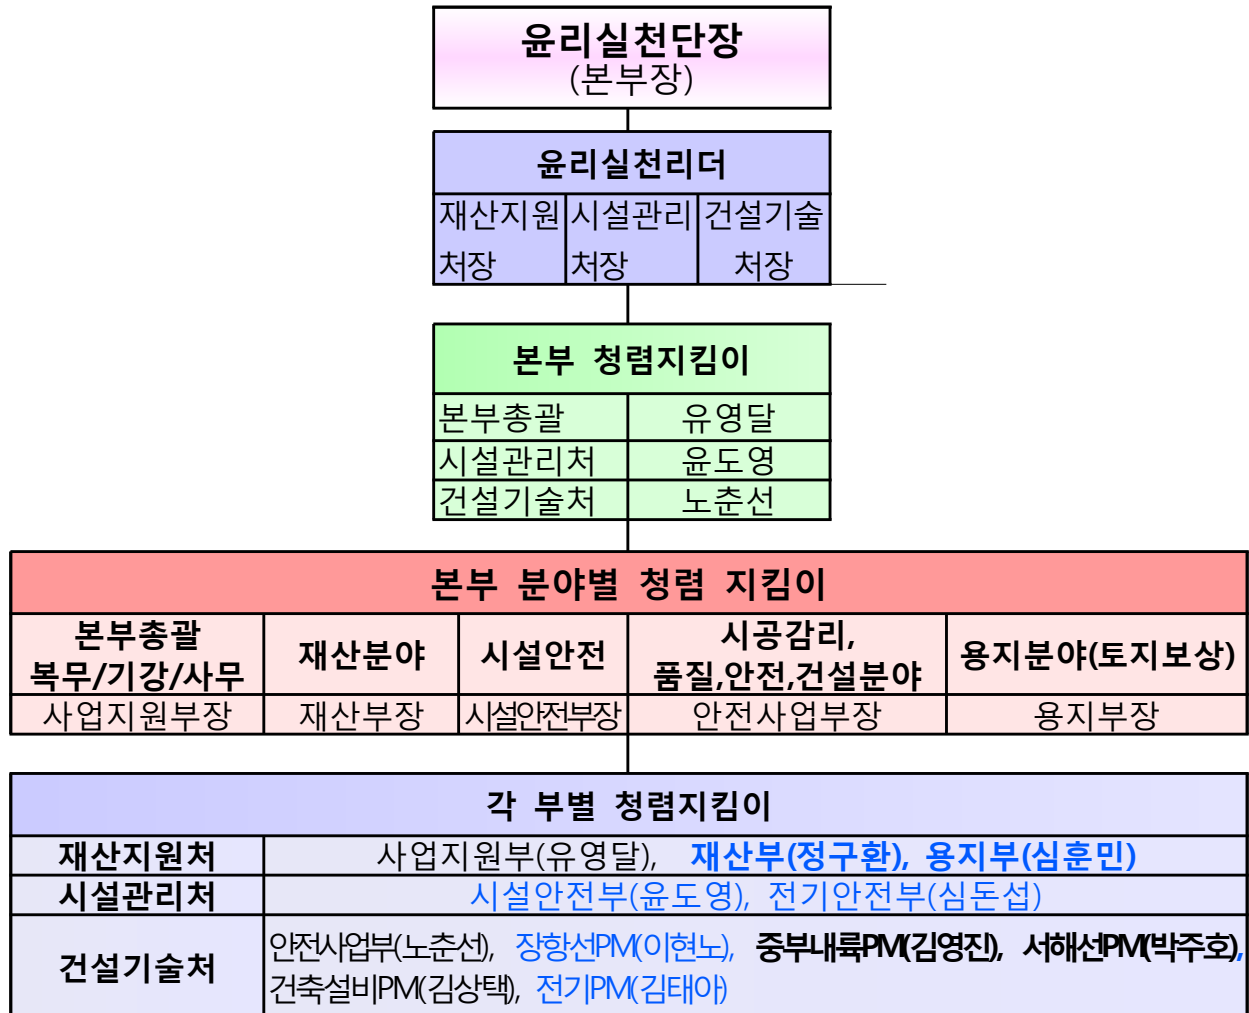 윤리실천단장
(본부장)
윤리실천리더
재산지원 시설관리 건설기술
처장 처장 처장
본부 청렴지킴이
본부총괄 유영달
시설관리처 윤도영
건설기술처 노춘선
본부 분야별 청렴 지킴이
본부총괄
복무/기강/사무
재산분야
시설안전
시공감리,
품질,안전,건설분야
용지분야(토지보상)
사업지원부장 재산부장 시설안전부장 안전사업부장 용지부장
각 부별 청렴지킴이
재산지원처 사업지원부(유영달), 재산부(정구환), 용지부(심훈민)
시설관리처 시설안전부(윤도영), 전기안전부(심돈섭)
건설기술처
안전사업부(노춘선), 장항선PM(이현노), 중부내륙PM(김영진), 서해선PM(박주호),
건축설비PM(김상택), 전기PM(김태아)